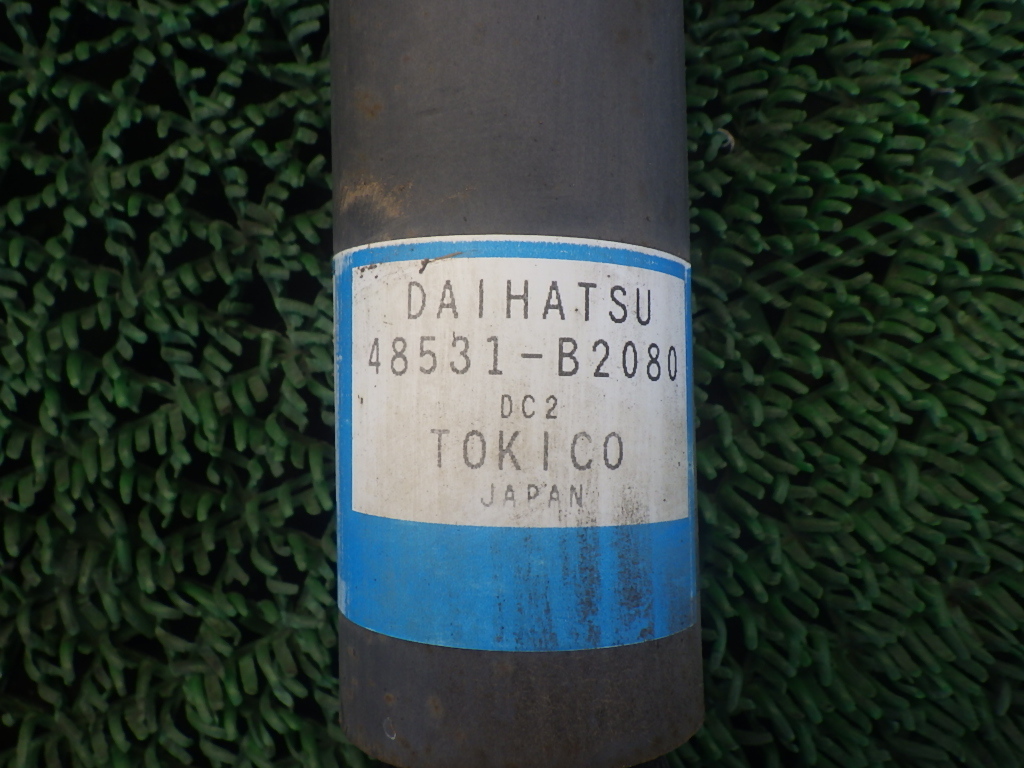 DAIHATSU
48531-B2080
DC2
TOKICO
JAPAN